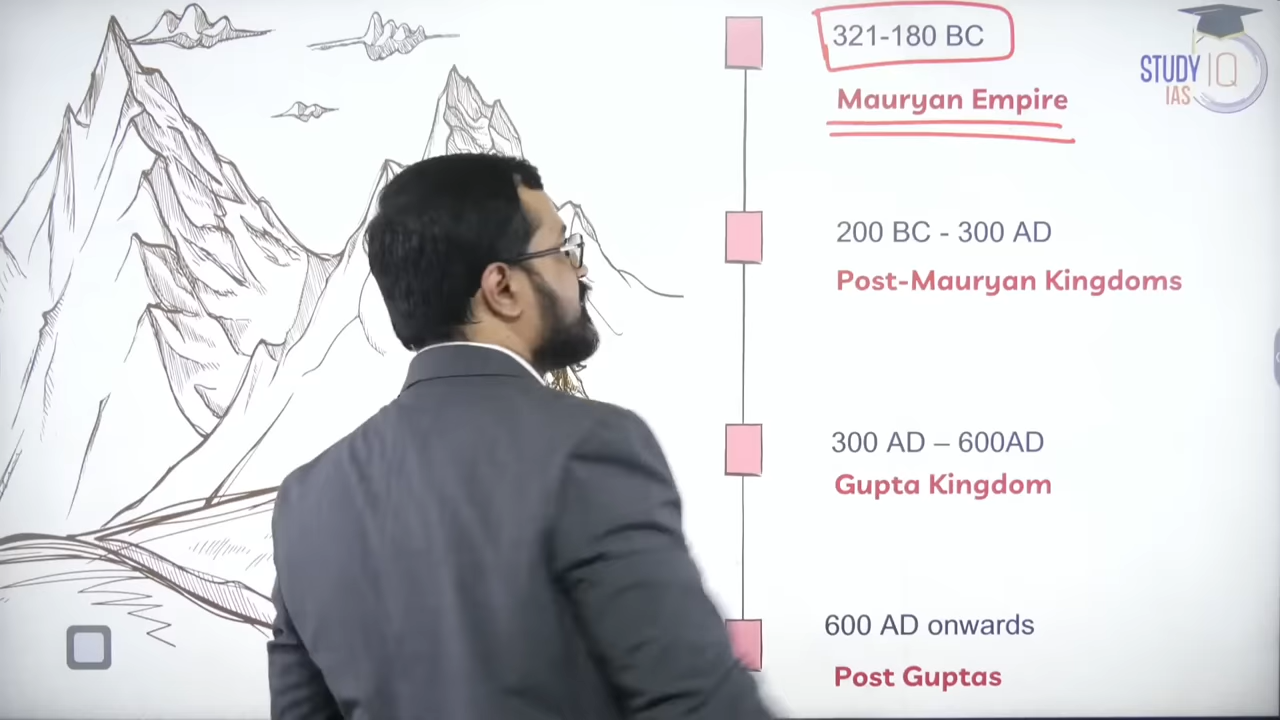 321-180 BC
Mauryan Empire
200 BC - 300 AD
Post-Mauryan Kingdoms
300 AD – 600AD
Gupta Kingdom
600 AD onwards
Post Guptas
STUDY IQ
IAS